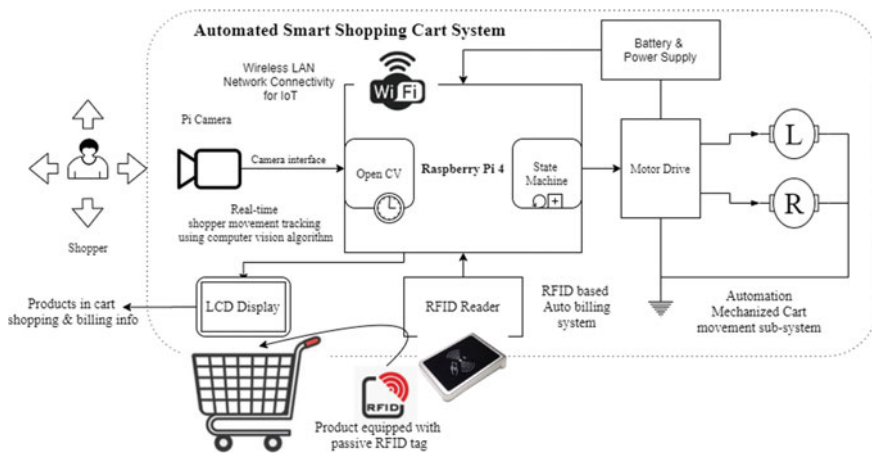 Automated Smart Shopping Cart System
Battery &
Power Supply
Wireless LAN
Network Connectivity
for IoT
Wi Fi
Pi Camera
Camera interface
Open CV
Raspberry Pi 4
State
Machine
Motor Drive
L
R
Shopper
Real-time
shopper movement tracking
using computer vision algorithm
Products in cart
shopping & billing info
LCD Display
RFID Reader
RFID based
Auto billing
system
Automation
Mechanized Cart
movement sub-system
RFID
Product equipped with
passive RFID tag